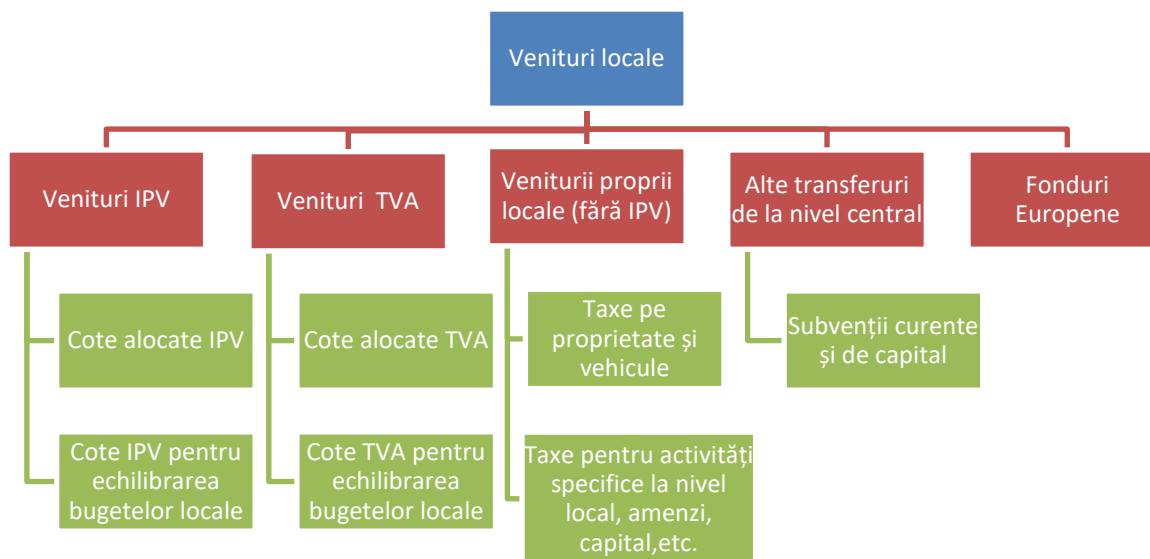 Venituri locale
Venituri IPV
Venituri TVA
Veniturii proprii
locale (fără IPV)
Alte transferuri
de la nivel central
Fonduri
Europene
Cote alocate IPV
Cote alocate TVA
Taxe pe
proprietate și
vehicule
Subvenții curente
și de capital
Cote IPV pentru
echilibrarea
bugetelor locale
Cote TVA pentru
echilibrarea
bugetelor locale
Taxe pentru activități
specifice la nivel
local, amenzi,
capital,etc.